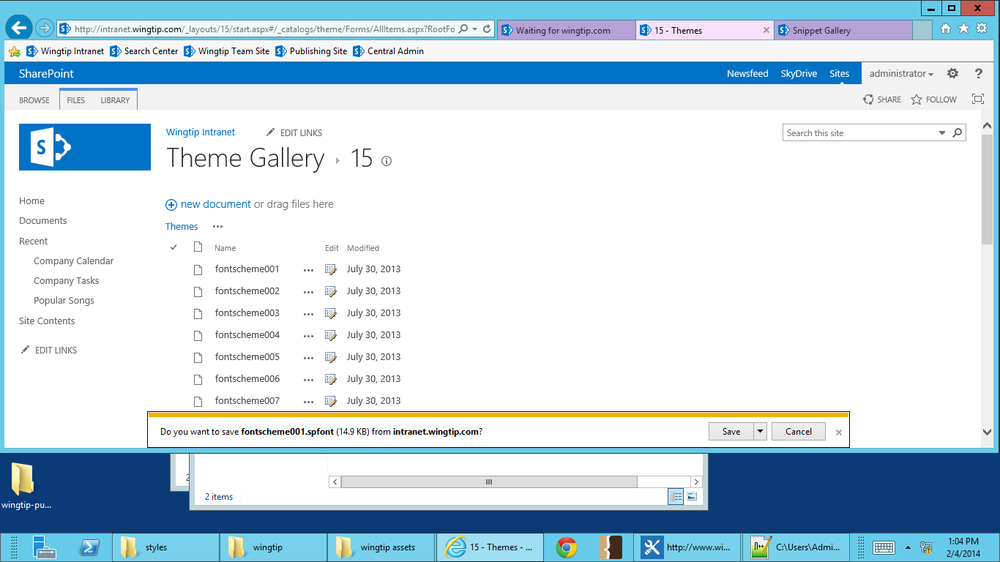 http://intranet.wingtip.com/_layouts/15/start.aspx#/_catalogs/theme/Forms/AllItems.aspx?RootFo
Waiting for wingtip.com
15 - Themes
Snippet Gallery
Wingtip Intranet
Search Center
Wingtip Team Site
Publishing Site
Central Admin
SharePoint
Newsfeed
SkyDrive
Sites
administrator
?
BROWSE
FILES
LIBRARY
SHARE
FOLLOW
S
Wingtip Intranet
EDIT LINKS
Search this site
Theme Gallery 15
Home
Documents
Recent
Company Calendar
Company Tasks
Popular Songs
Site Contents
EDIT LINKS
new document or drag files here
Themes ...
Name Edit Modified
fontscheme001 ... July 30, 2013
fontscheme002 ... July 30, 2013
fontscheme003 ... July 30, 2013
fontscheme004 ... July 30, 2013
fontscheme005 ... July 30, 2013
fontscheme006 ... July 30, 2013
fontscheme007 ... July 30, 2013
Do you want to save fontscheme001.spfont (14.9 KB) from intranet.wingtip.com?
Save
Cancel
2
2 items
wingtip-pu...
styles
wingtip
wingtip assets
15 - Themes - ...
http://www.wi...
C:\Users\Admi...
1:04 PM
2/4/2014